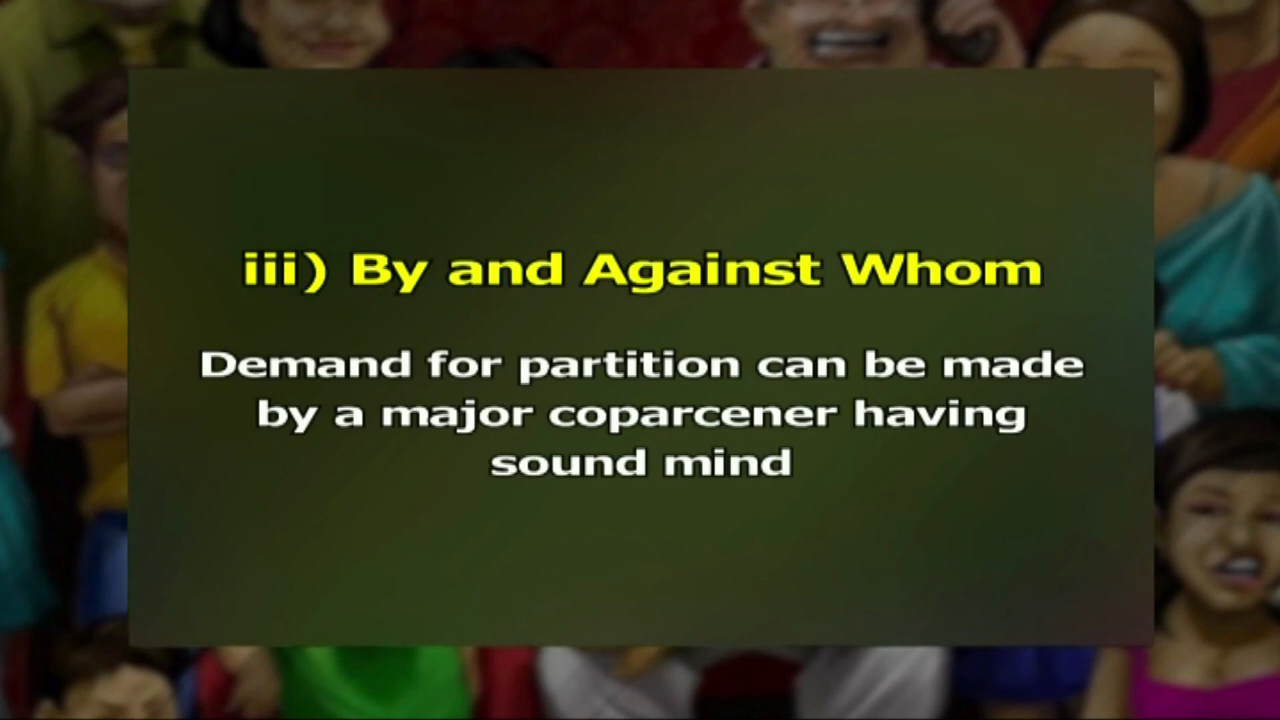 iii) By and Against Whom
Demand for partition can be made
by a major coparcener having
sound mind